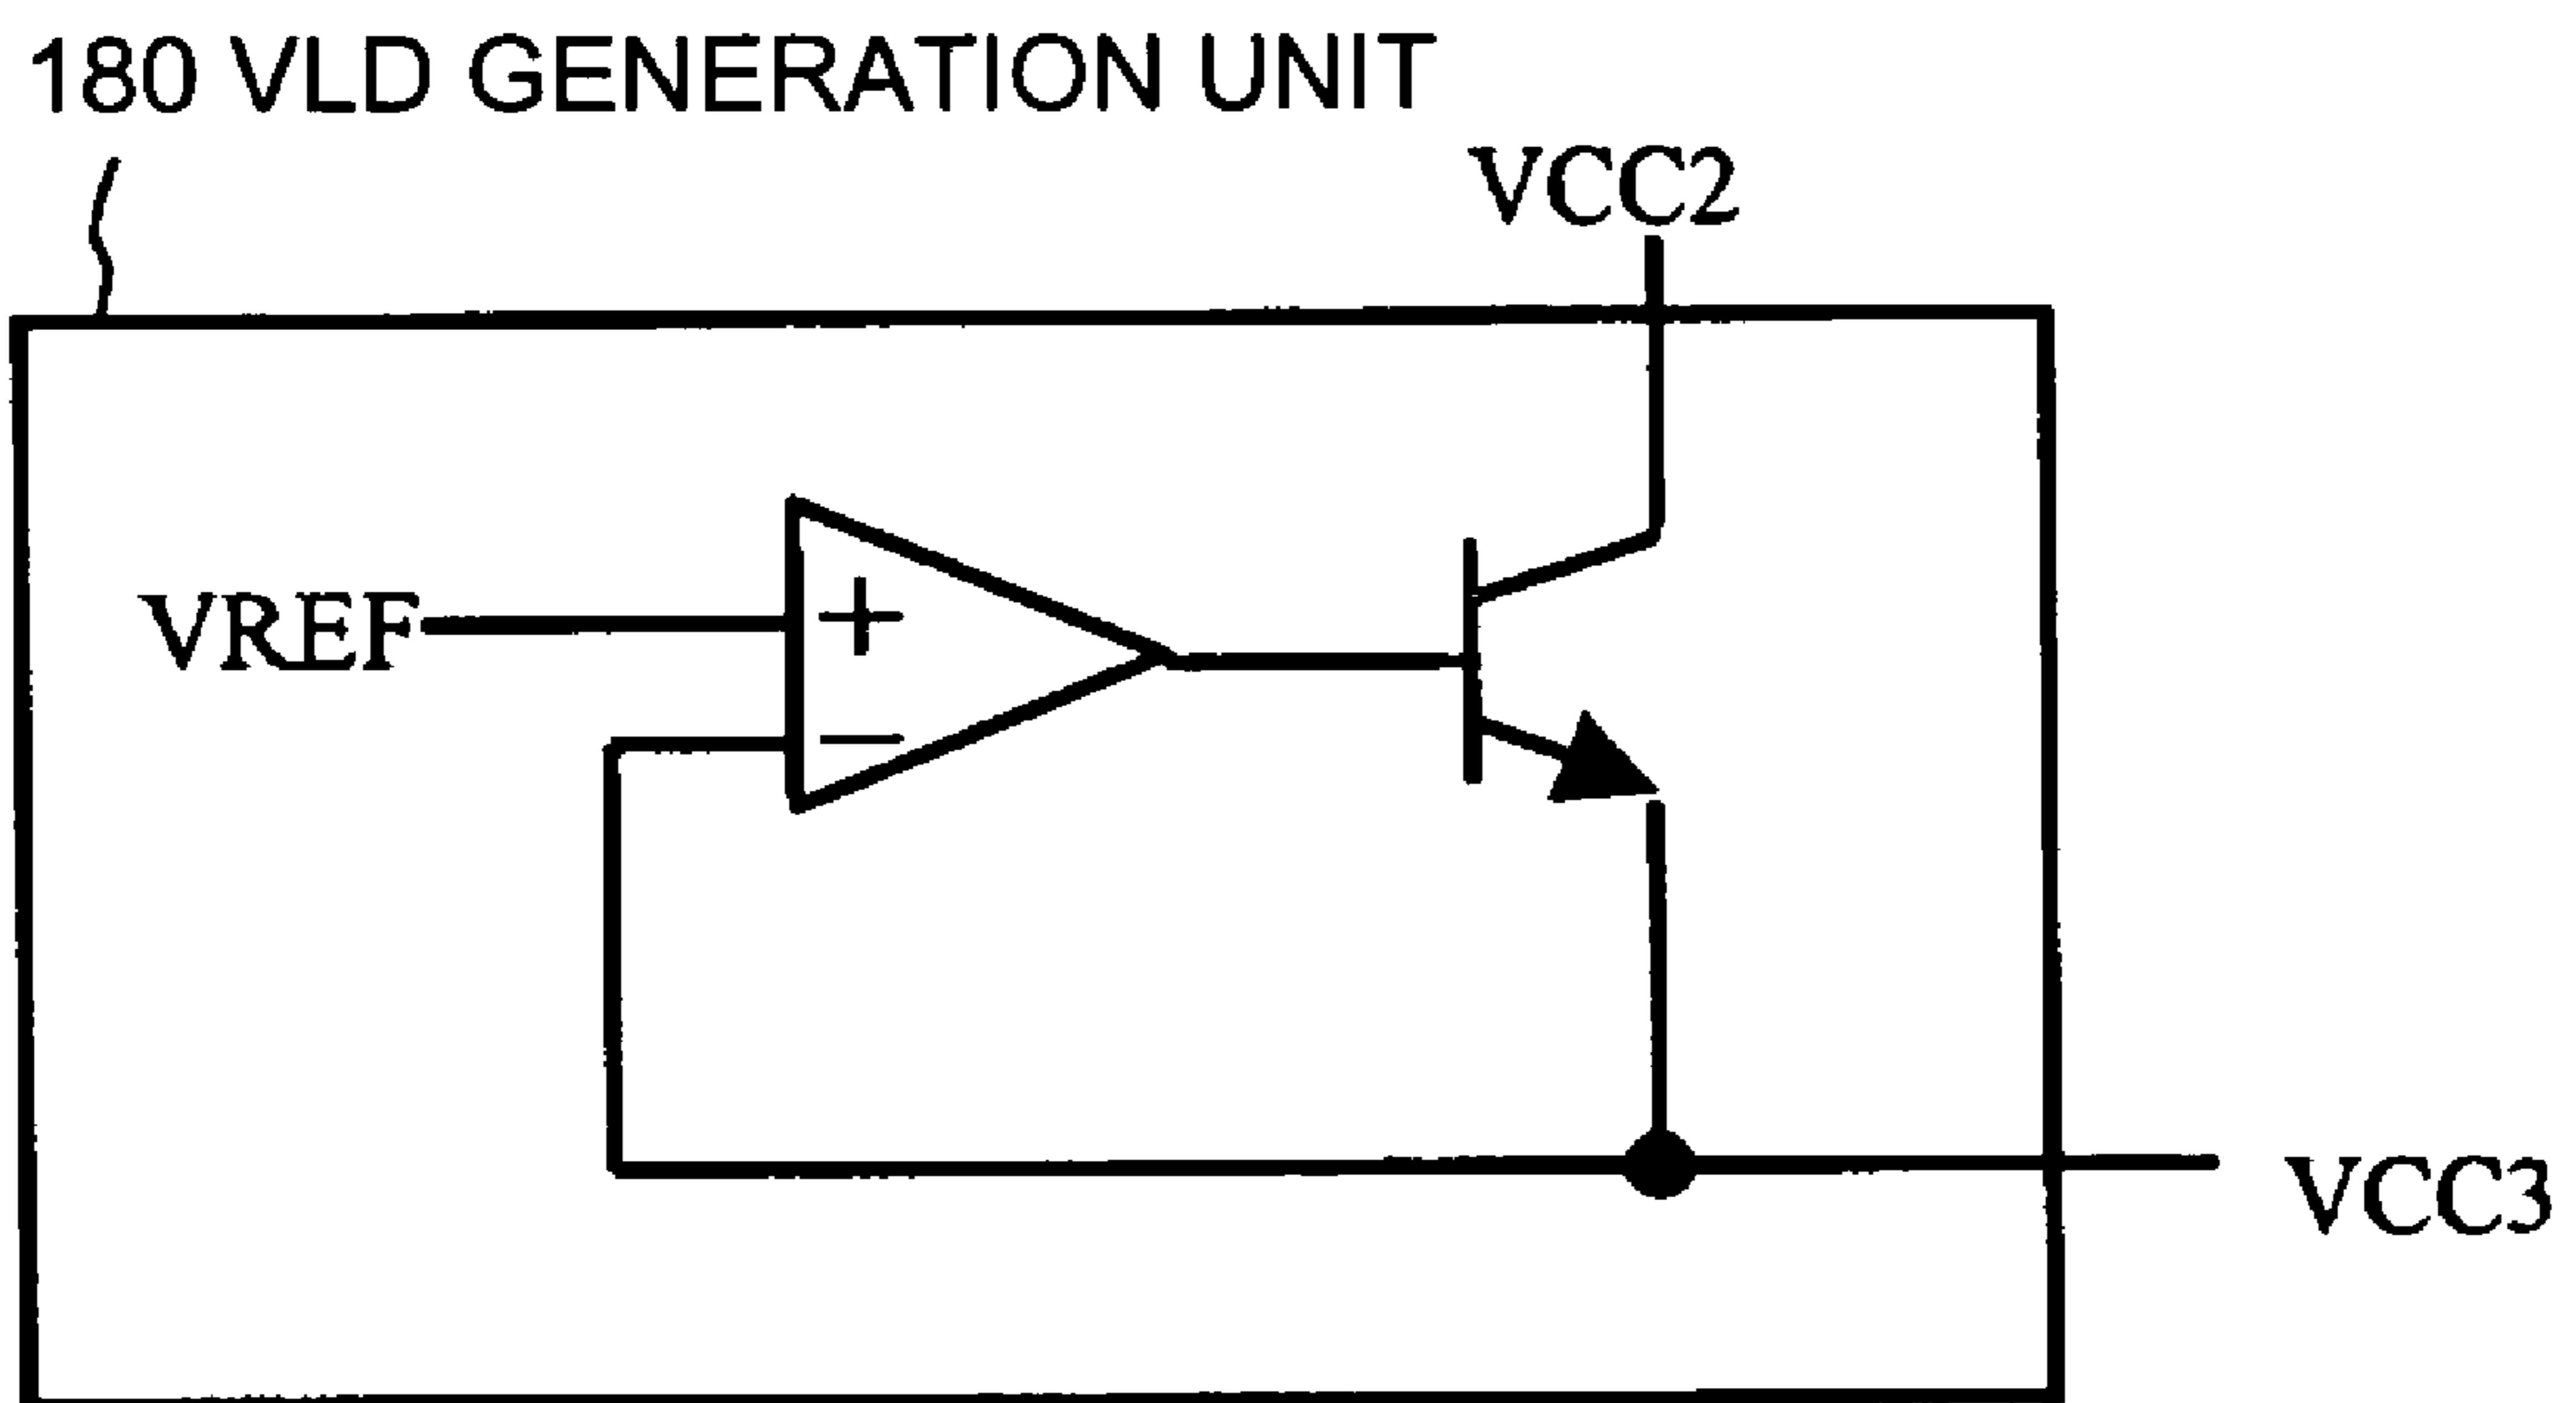 180 VLD GENERATION UNIT
VCC2
VREF
+
−
VCC3